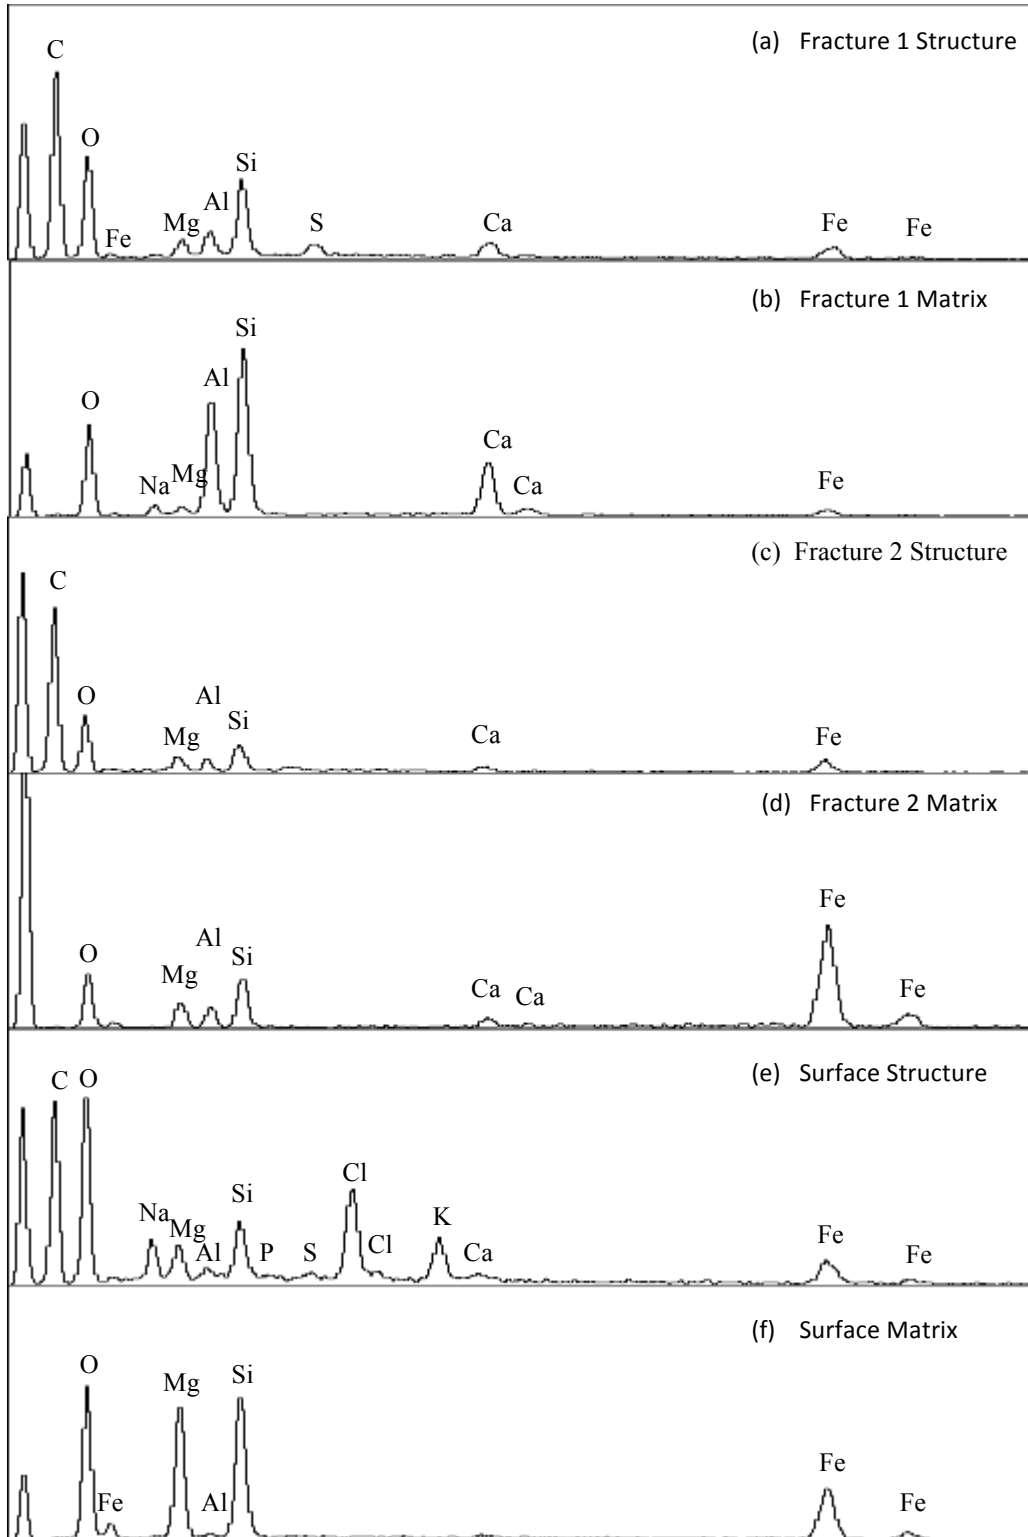 (a) Fracture 1 Structure
C
O
Fe
Mg
Al
Si
S
Ca
Fe
Fe
(b) Fracture 1 Matrix
O
Na
Mg
Al
Si
Ca
Ca
Fe
(c) Fracture 2 Structure
C
O
Mg
Al
Si
Ca
Fe
(d) Fracture 2 Matrix
O
Mg
Al
Si
Ca
Ca
Fe
Fe
(e) Surface Structure
C
O
Na
Mg
Al
Si
P
S
Cl
Cl
K
Ca
Fe
Fe
(f) Surface Matrix
O
Fe
Mg
Al
Si
Fe
Fe